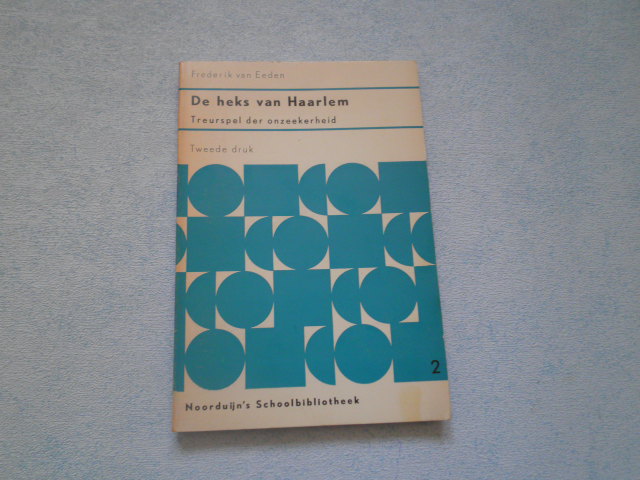 Frederik van Eeden
De heks van Haarlem
Treurspel der onzeekerheid
Tweede druk
2
Noorduijn's Schoolbibliotheek